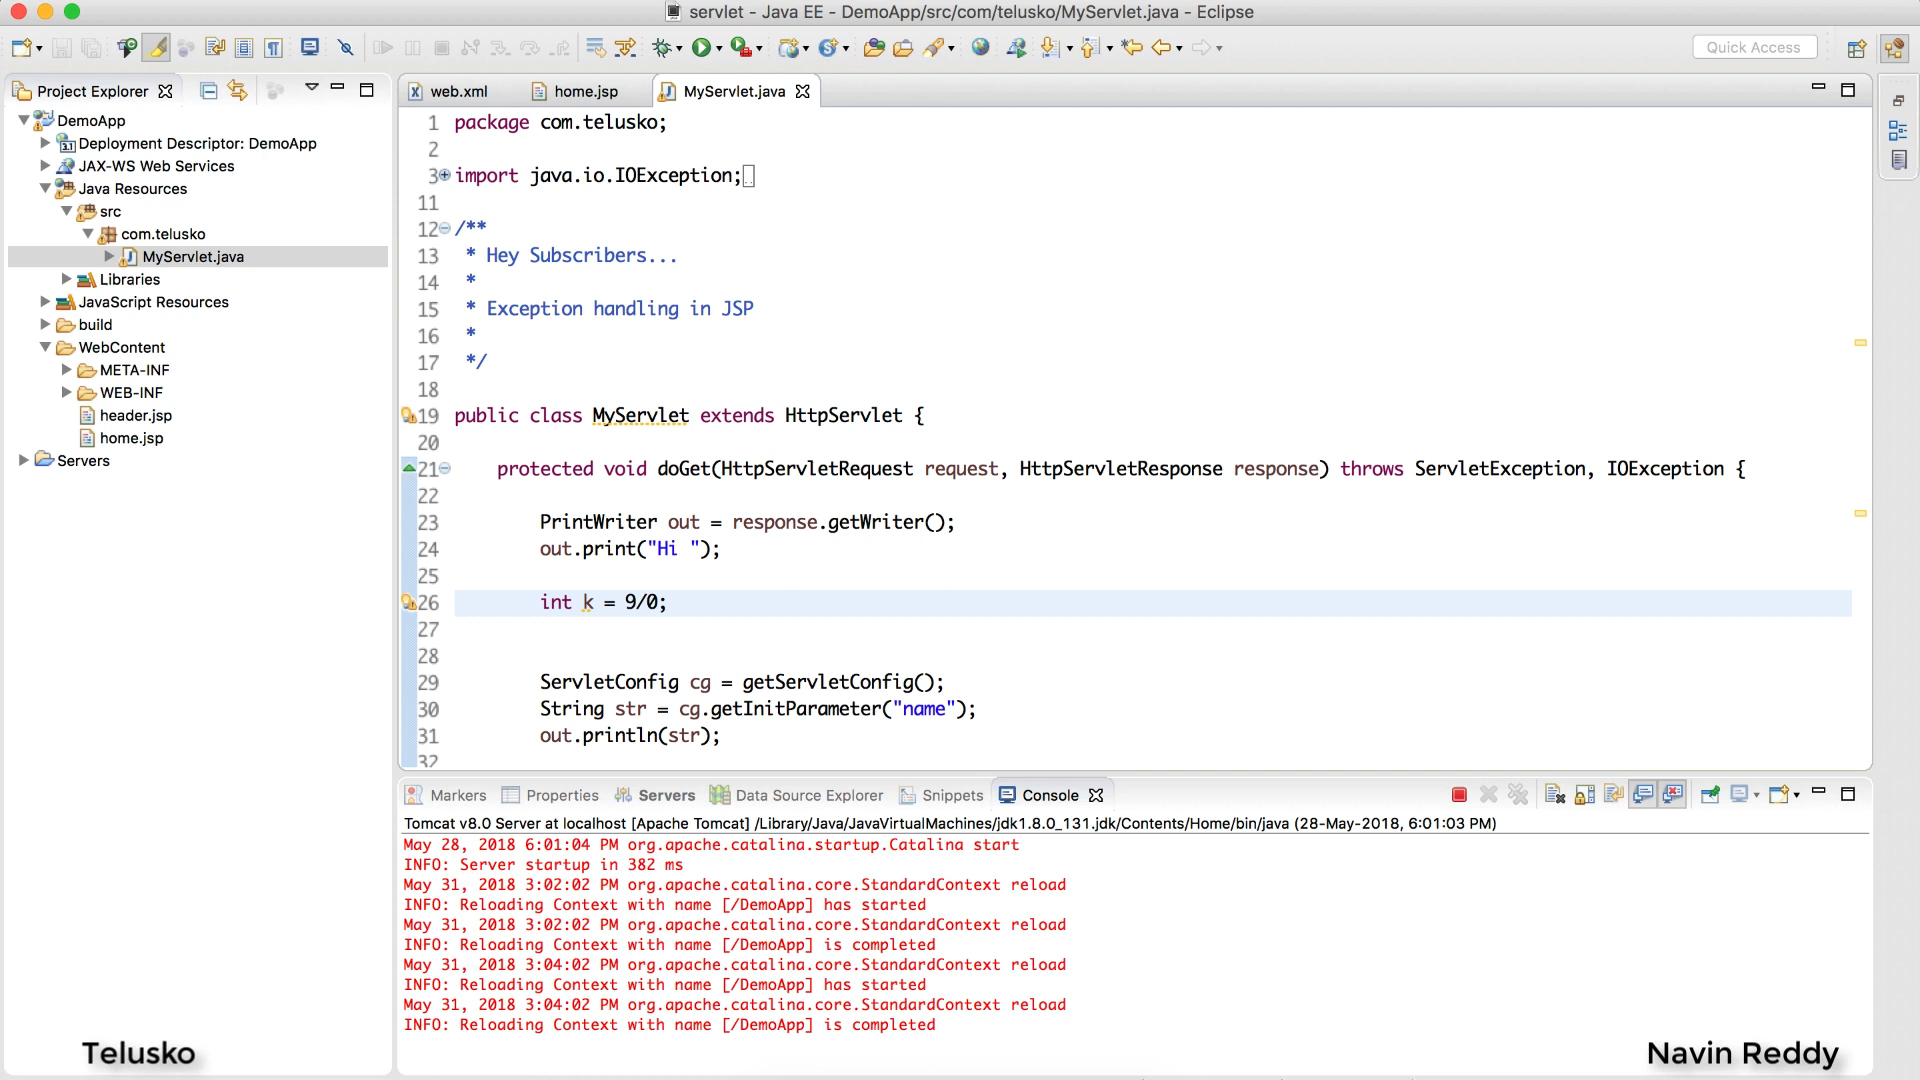 servlet - Java EE - DemoApp/src/com/telusko/MyServlet.java - Eclipse
Quick Access
Project Explorer
DemoApp
Deployment Descriptor: DemoApp
JAX-WS Web Services
Java Resources
src
com.telusko
MyServlet.java
Libraries
JavaScript Resources
build
WebContent
META-INF
WEB-INF
header.jsp
home.jsp
Servers
web.xml home.jsp MyServlet.java
1 package com.telusko;
2
3 import java.io.IOException;
11
12 /**
13 * Hey Subscribers...
14 *
15 * Exception handling in JSP
16 *
17 */
18
19 public class MyServlet extends HttpServlet {
20
21 protected void doGet(HttpServletRequest request, HttpServletResponse response) throws ServletException, IOException {
22
23 PrintWriter out = response.getWriter();
24 out.print("Hi ");
25
26 int k = 9/0;
27
28
29 ServletConfig cg = getServletConfig();
30 String str = cg.getInitParameter("name");
31 out.println(str);
32
Markers Properties Servers Data Source Explorer Snippets Console
Tomcat v8.0 Server at localhost [Apache Tomcat] /Library/Java/JavaVirtualMachines/jdk1.8.0_131.jdk/Contents/Home/bin/java (28-May-2018, 6:01:03 PM)
May 28, 2018 6:01:04 PM org.apache.catalina.startup.Catalina start
INFO: Server startup in 382 ms
May 31, 2018 3:02:02 PM org.apache.catalina.core.StandardContext reload
INFO: Reloading Context with name [/DemoApp] has started
May 31, 2018 3:02:02 PM org.apache.catalina.core.StandardContext reload
INFO: Reloading Context with name [/DemoApp] is completed
May 31, 2018 3:04:02 PM org.apache.catalina.core.StandardContext reload
INFO: Reloading Context with name [/DemoApp] has started
May 31, 2018 3:04:02 PM org.apache.catalina.core.StandardContext reload
INFO: Reloading Context with name [/DemoApp] is completed
Telusko
Navin Reddy